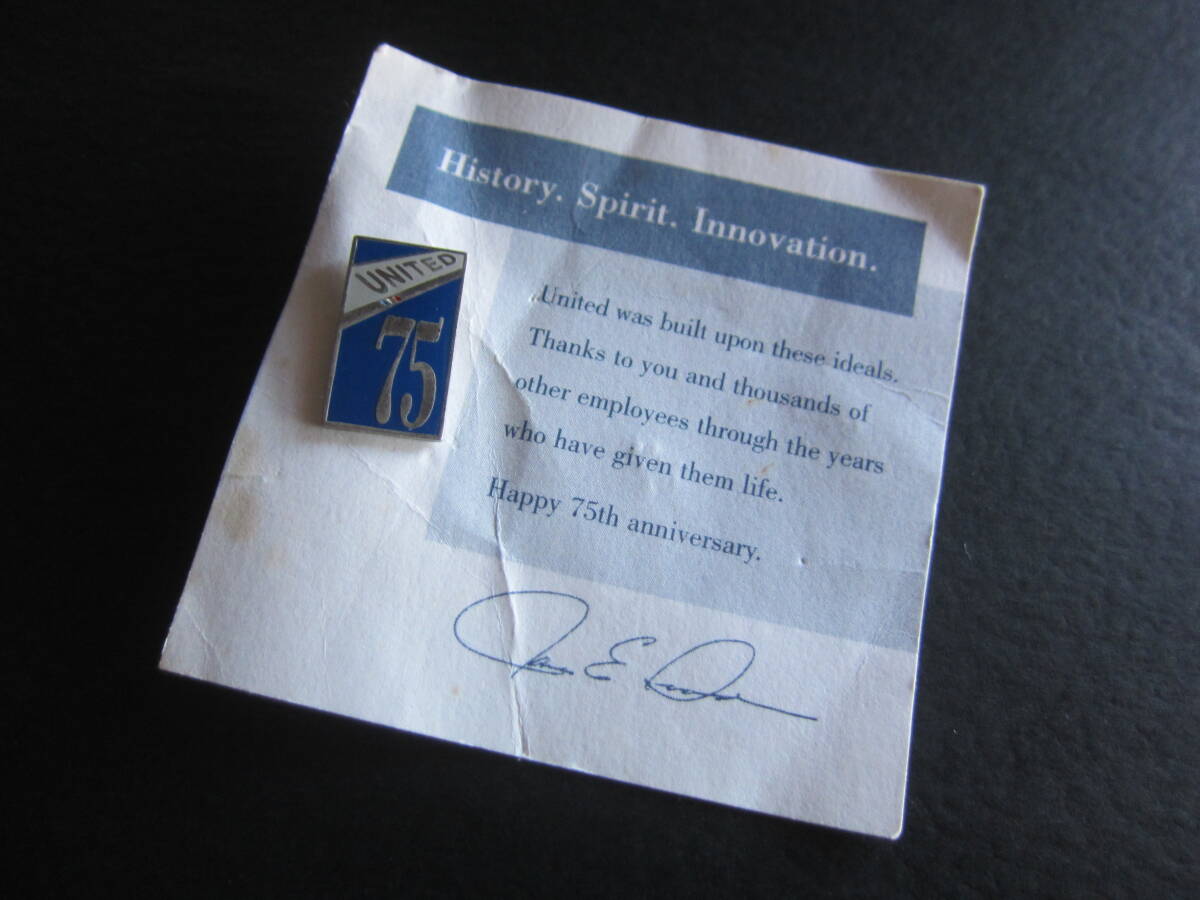 History. Spirit. Innovation.
UNITED
75
United was built upon these ideals.
Thanks to you and thousands of
other employees through the years
who have given them life.
Happy 75th anniversary.